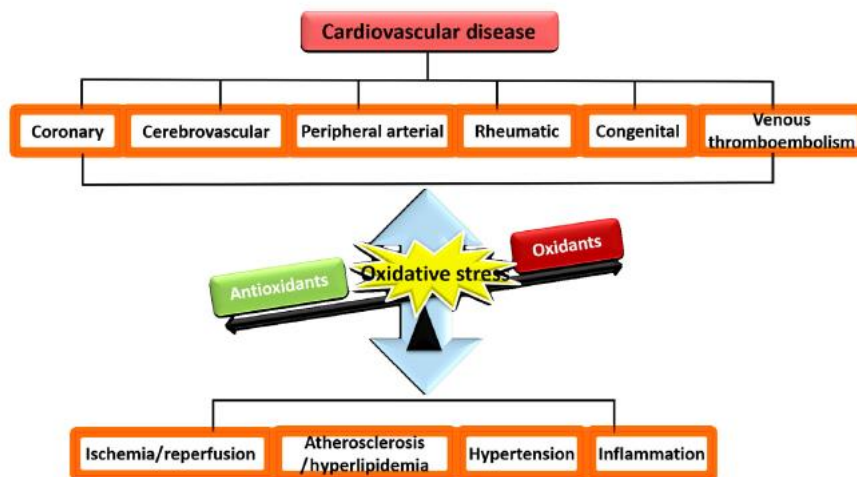 Cardiovascular disease
Coronary
Cerebrovascular
Peripheral arterial
Rheumatic
Congenital
Venous
thromboembolism
Antioxidants
Oxidative stress
Oxidants
Ischemia/reperfusion
Atherosclerosis
/hyperlipidemia
Hypertension
Inflammation